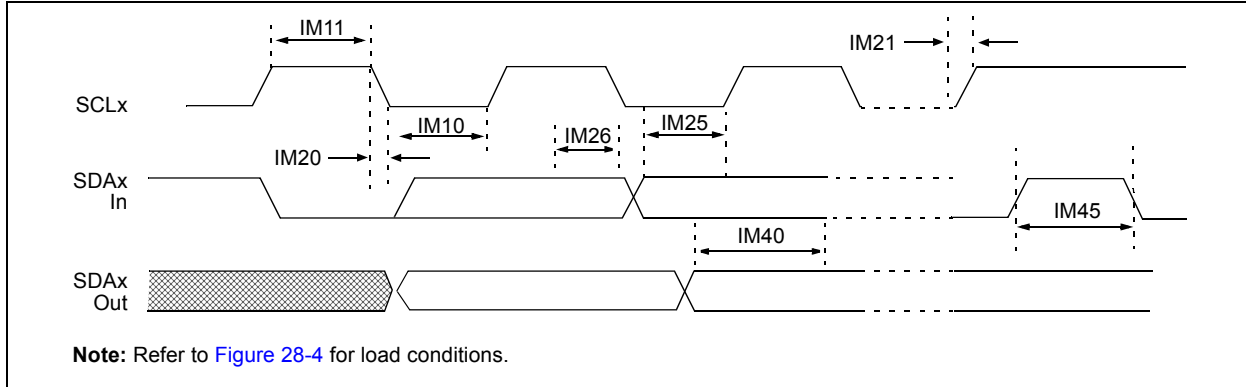 IM11
IM21
SCLx
IM10
IM26
IM25
IM20
SDAx
In
IM45
IM40
SDAx
Out
Note: Refer to Figure 28-4 for load conditions.